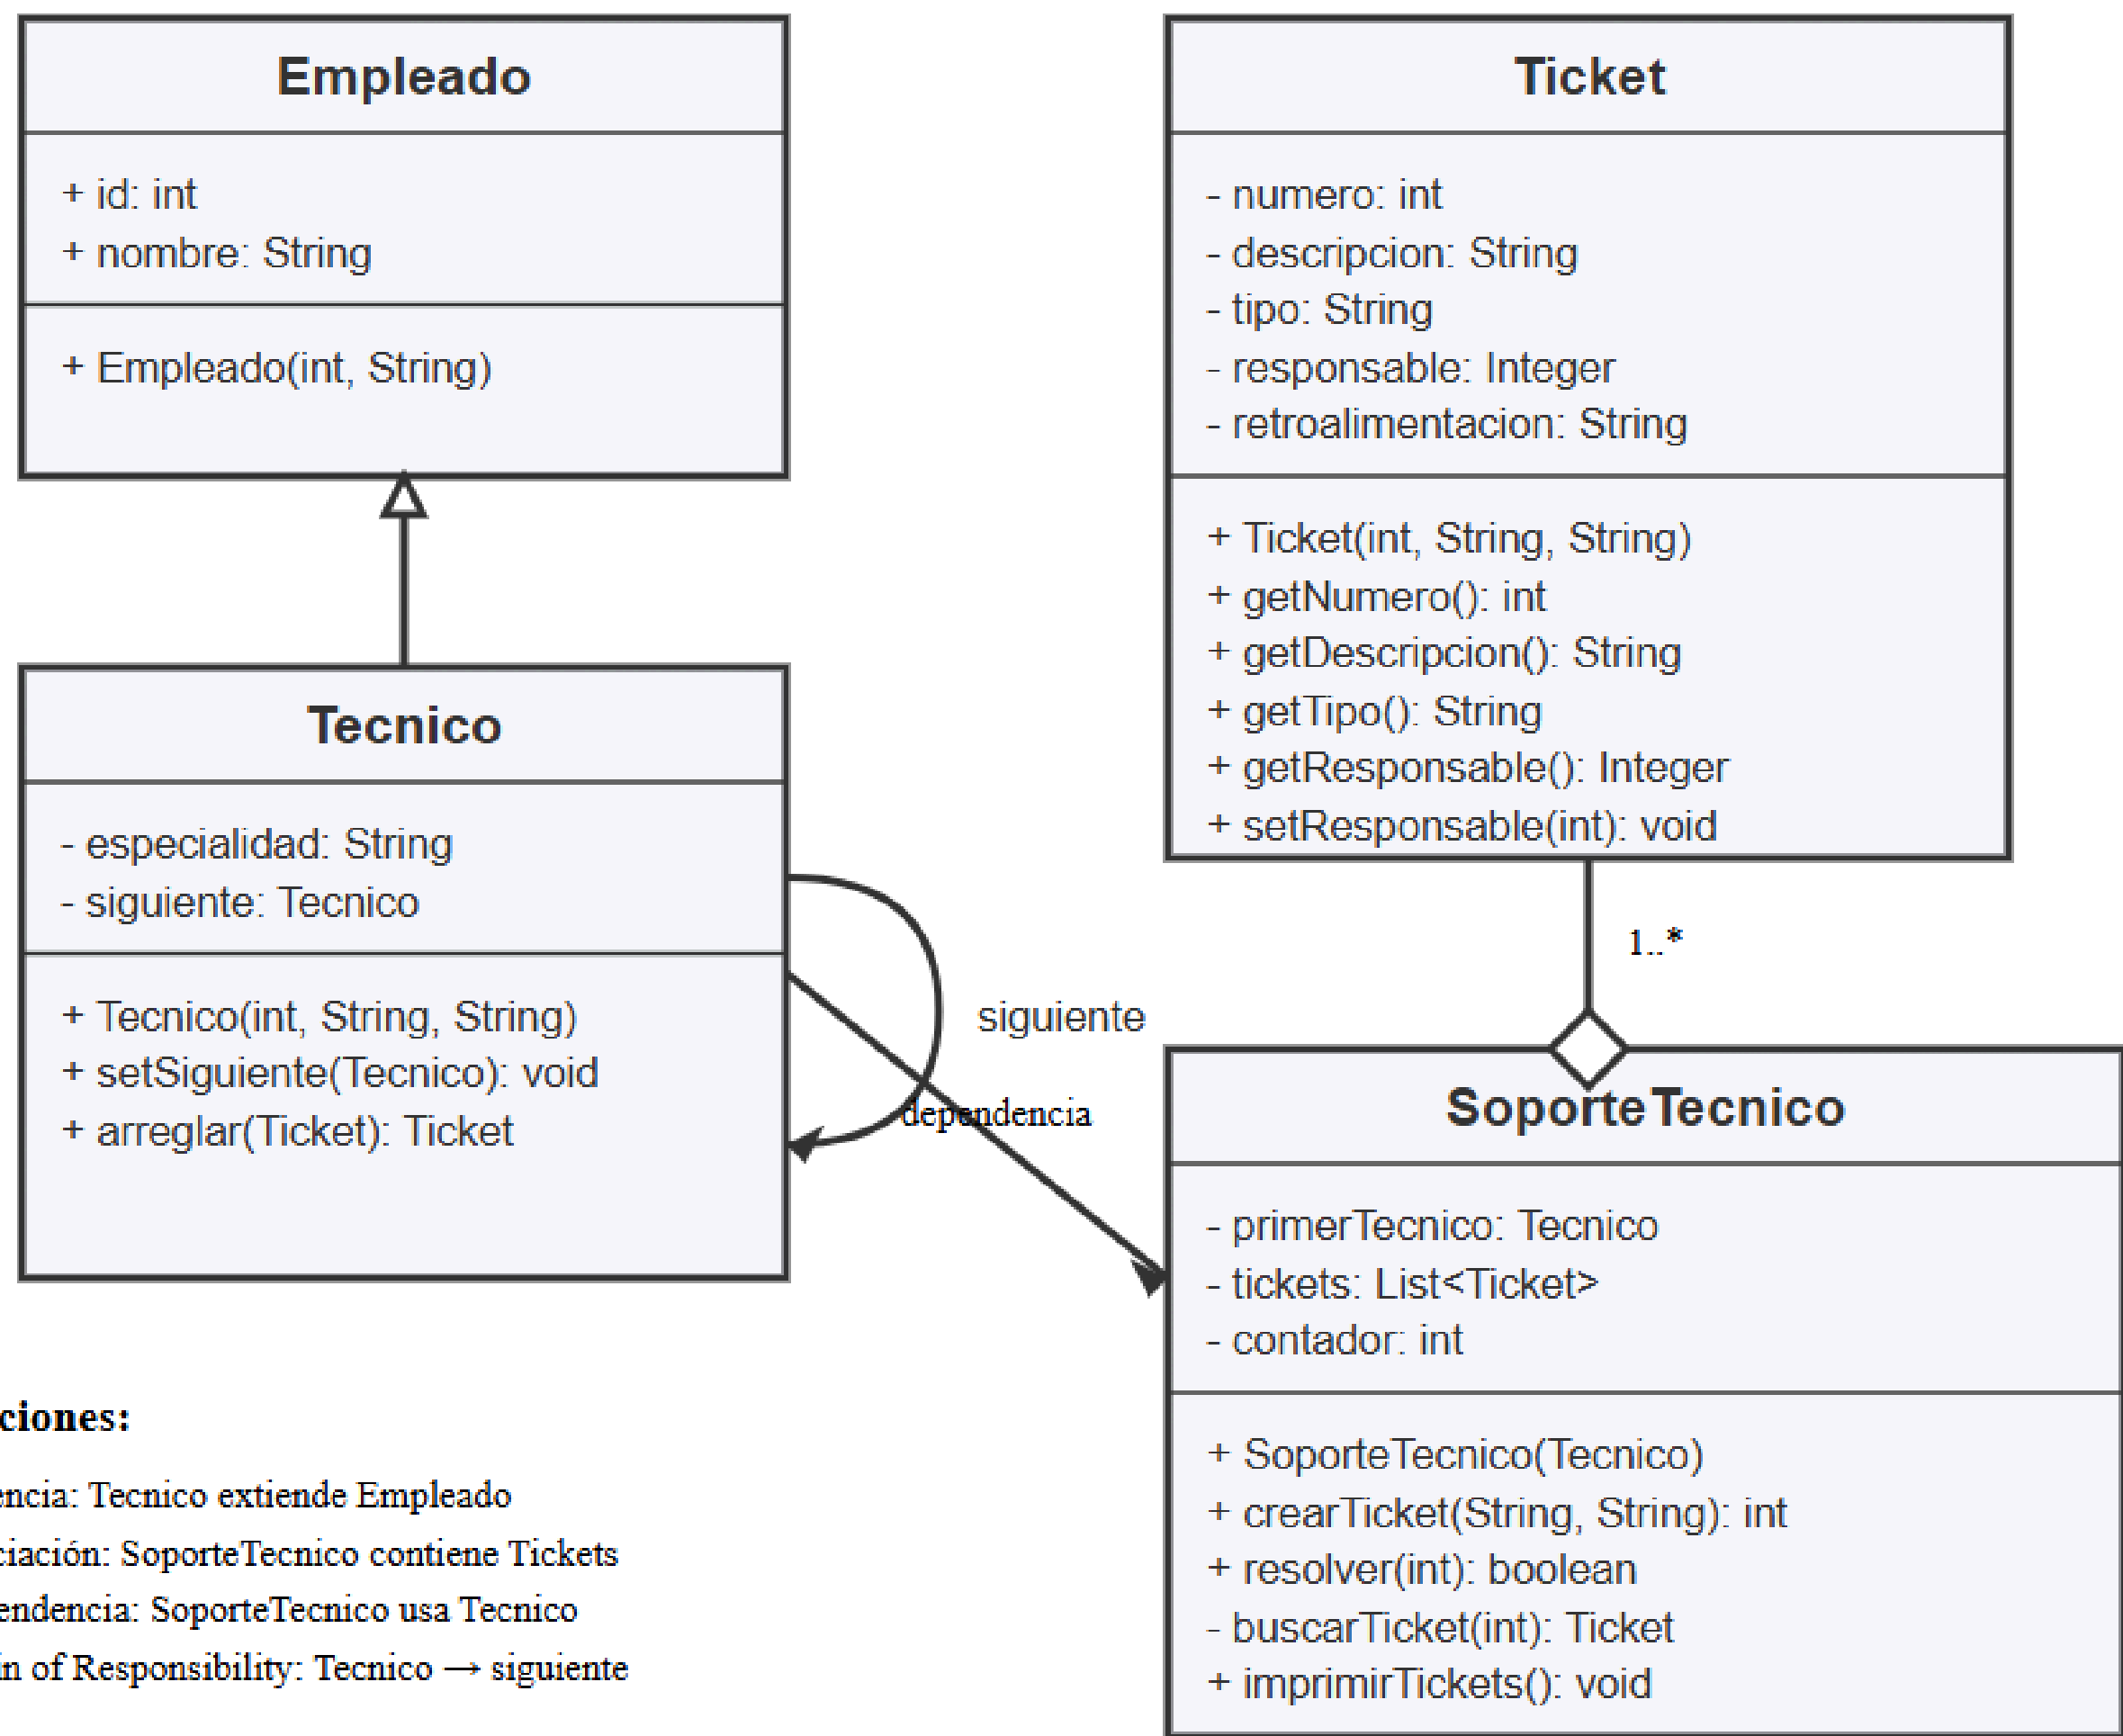 Empleado
+ id: int
+ nombre: String
+ Empleado(int, String)
Ticket
- numero: int
- descripcion: String
- tipo: String
- responsable: Integer
- retroalimentacion: String
+ Ticket(int, String, String)
+ getNumero(): int
+ getDescripcion(): String
+ getTipo(): String
+ getResponsable(): Integer
+ setResponsable(int): void
Tecnico
- especialidad: String
- siguiente: Tecnico
+ Tecnico(int, String, String)
+ setSiguiente(Tecnico): void
+ arreglar(Ticket): Ticket
siguiente
dependencia
1..*
SoporteTecnico
- primerTecnico: Tecnico
- tickets: List<Ticket>
- contador: int
+ SoporteTecnico(Tecnico)
+ crearTicket(String, String): int
+ resolver(int): boolean
- buscarTicket(int): Ticket
+ imprimirTickets(): void
ciones:
encia: Tecnico extiende Empleado
ciación: SoporteTecnico contiene Tickets
endencia: SoporteTecnico usa Tecnico
in of Responsibility: Tecnico → siguiente